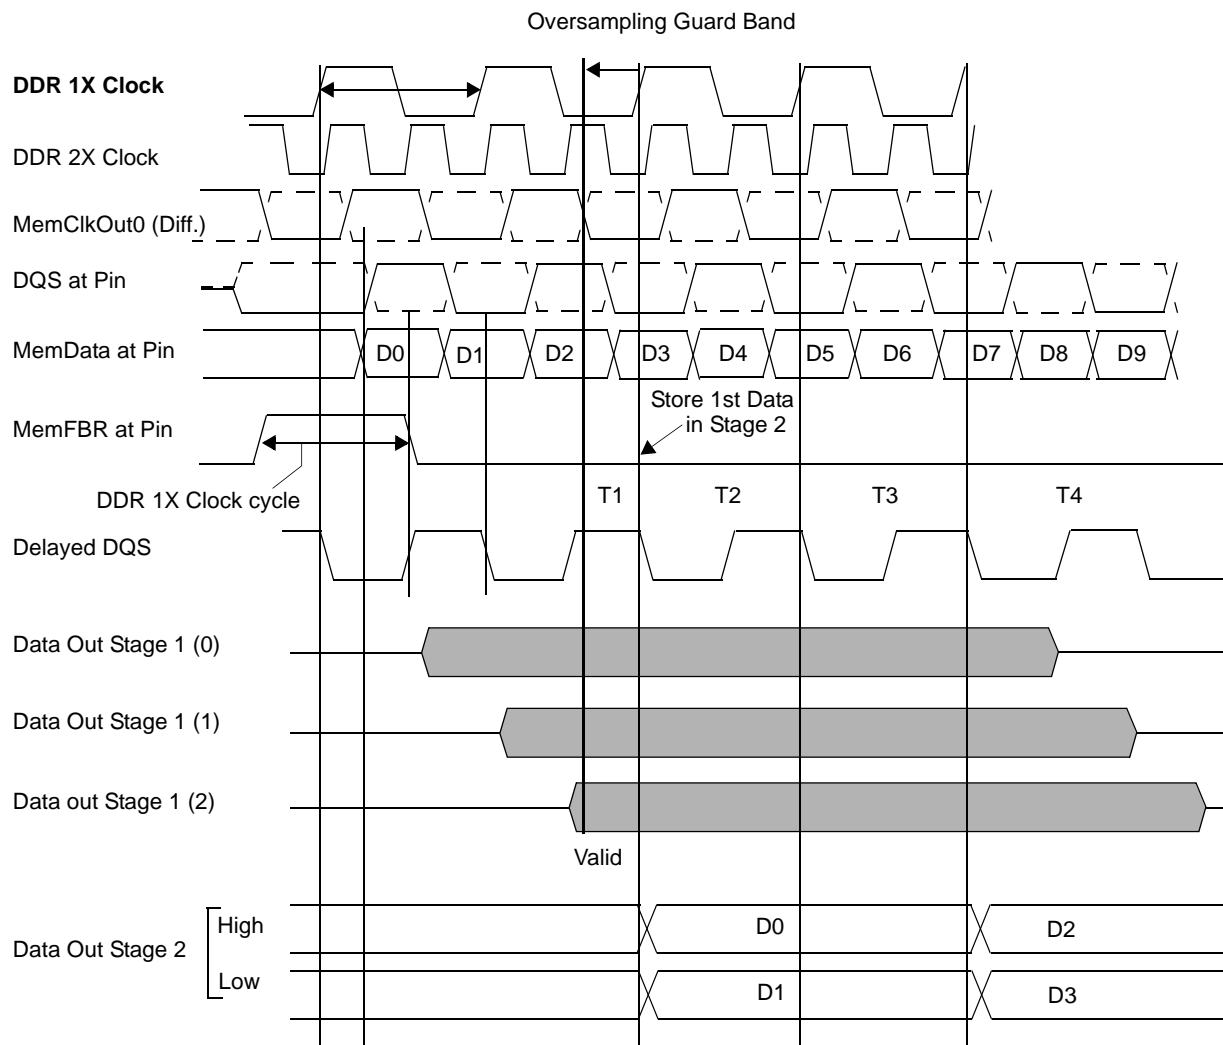 Oversampling Guard Band
DDR 1X Clock
DDR 2X Clock
MemClkOut0 (Diff.)
DQS at Pin
MemData at Pin
D0 D1 D2 D3 D4 D5 D6 D7 D8 D9
Store 1st Data
in Stage 2
MemFBR at Pin
DDR 1X Clock cycle
T1 T2 T3 T4
Delayed DQS
Data Out Stage 1 (0)
Data Out Stage 1 (1)
Data out Stage 1 (2)
Valid
High D0 D2
Data Out Stage 2
Low D1 D3